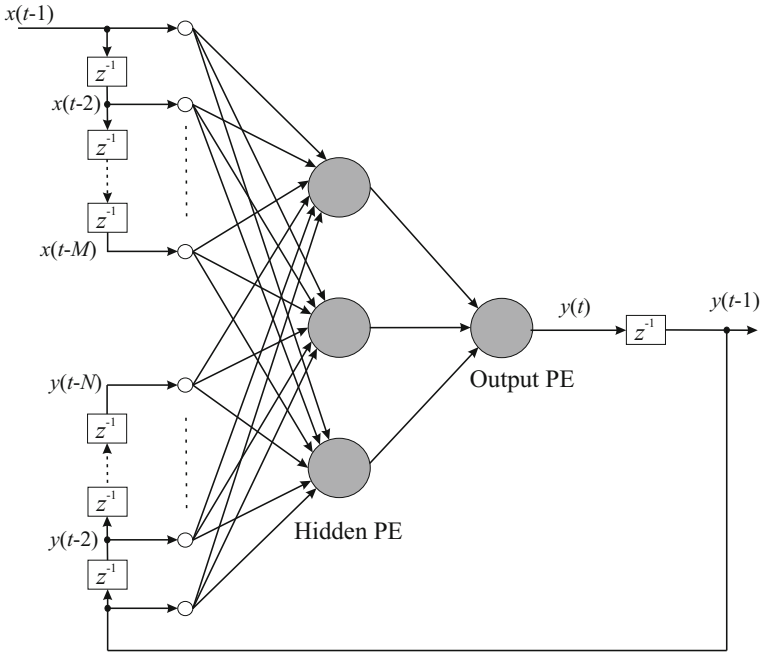 x(t-1)
z⁻¹
x(t-2)
z⁻¹
z⁻¹
x(t-M)
y(t)
y(t-1)
z⁻¹
Output PE
y(t-N)
z⁻¹
z⁻¹
Hidden PE
y(t-2)
z⁻¹